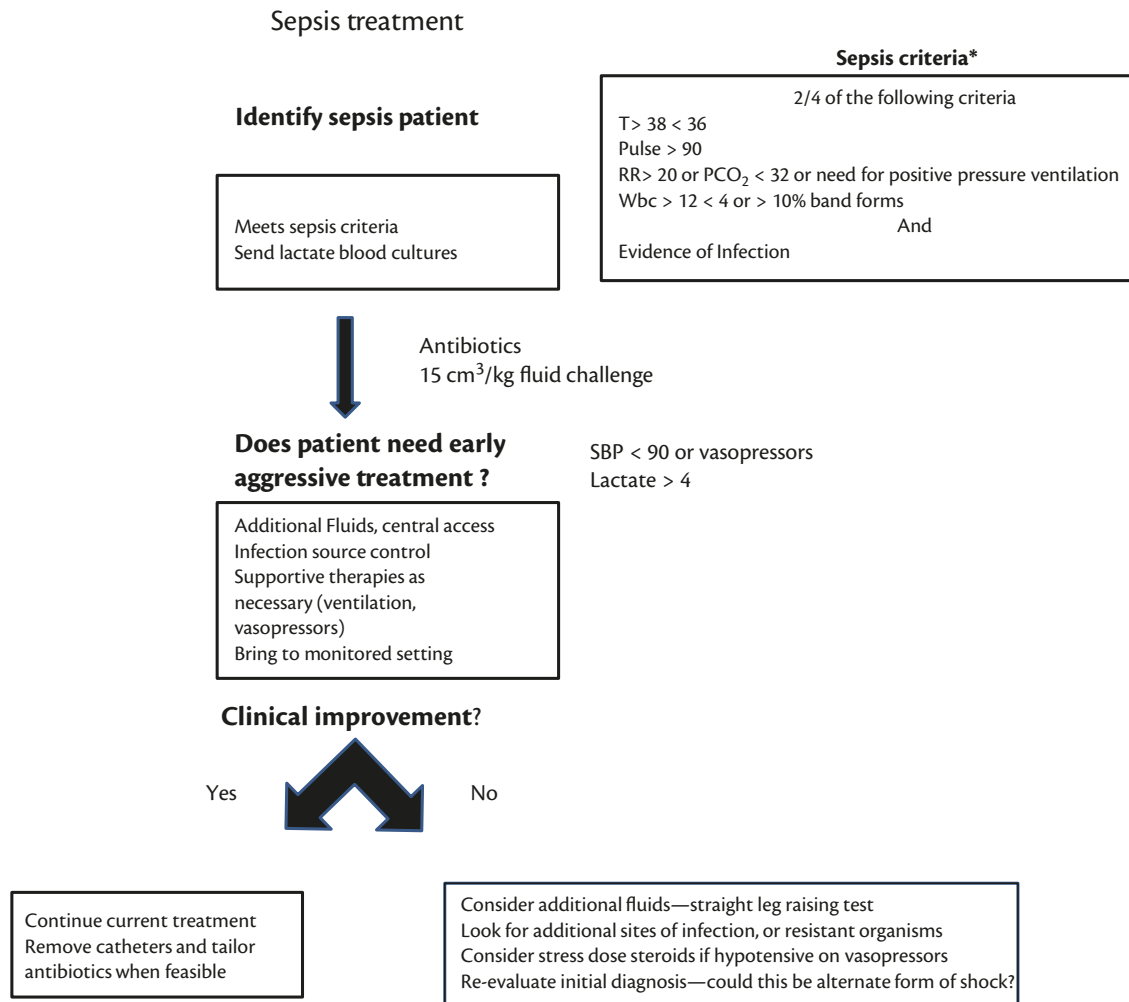 Sepsis treatment
Sepsis criteria*
Identify sepsis patient
2/4 of the following criteria
T> 38 < 36
Pulse > 90
RR> 20 or PCO₂ < 32 or need for positive pressure ventilation
Wbc > 12 < 4 or > 10% band forms
And
Evidence of Infection
Meets sepsis criteria
Send lactate blood cultures
Antibiotics
15 cm³/kg fluid challenge
Does patient need early
aggressive treatment ?
SBP < 90 or vasopressors
Lactate > 4
Additional Fluids, central access
Infection source control
Supportive therapies as
necessary (ventilation,
vasopressors)
Bring to monitored setting
Clinical improvement?
Yes
No
Continue current treatment
Remove catheters and tailor
antibiotics when feasible
Consider additional fluids—straight leg raising test
Look for additional sites of infection, or resistant organisms
Consider stress dose steroids if hypotensive on vasopressors
Re-evaluate initial diagnosis—could this be alternate form of shock?